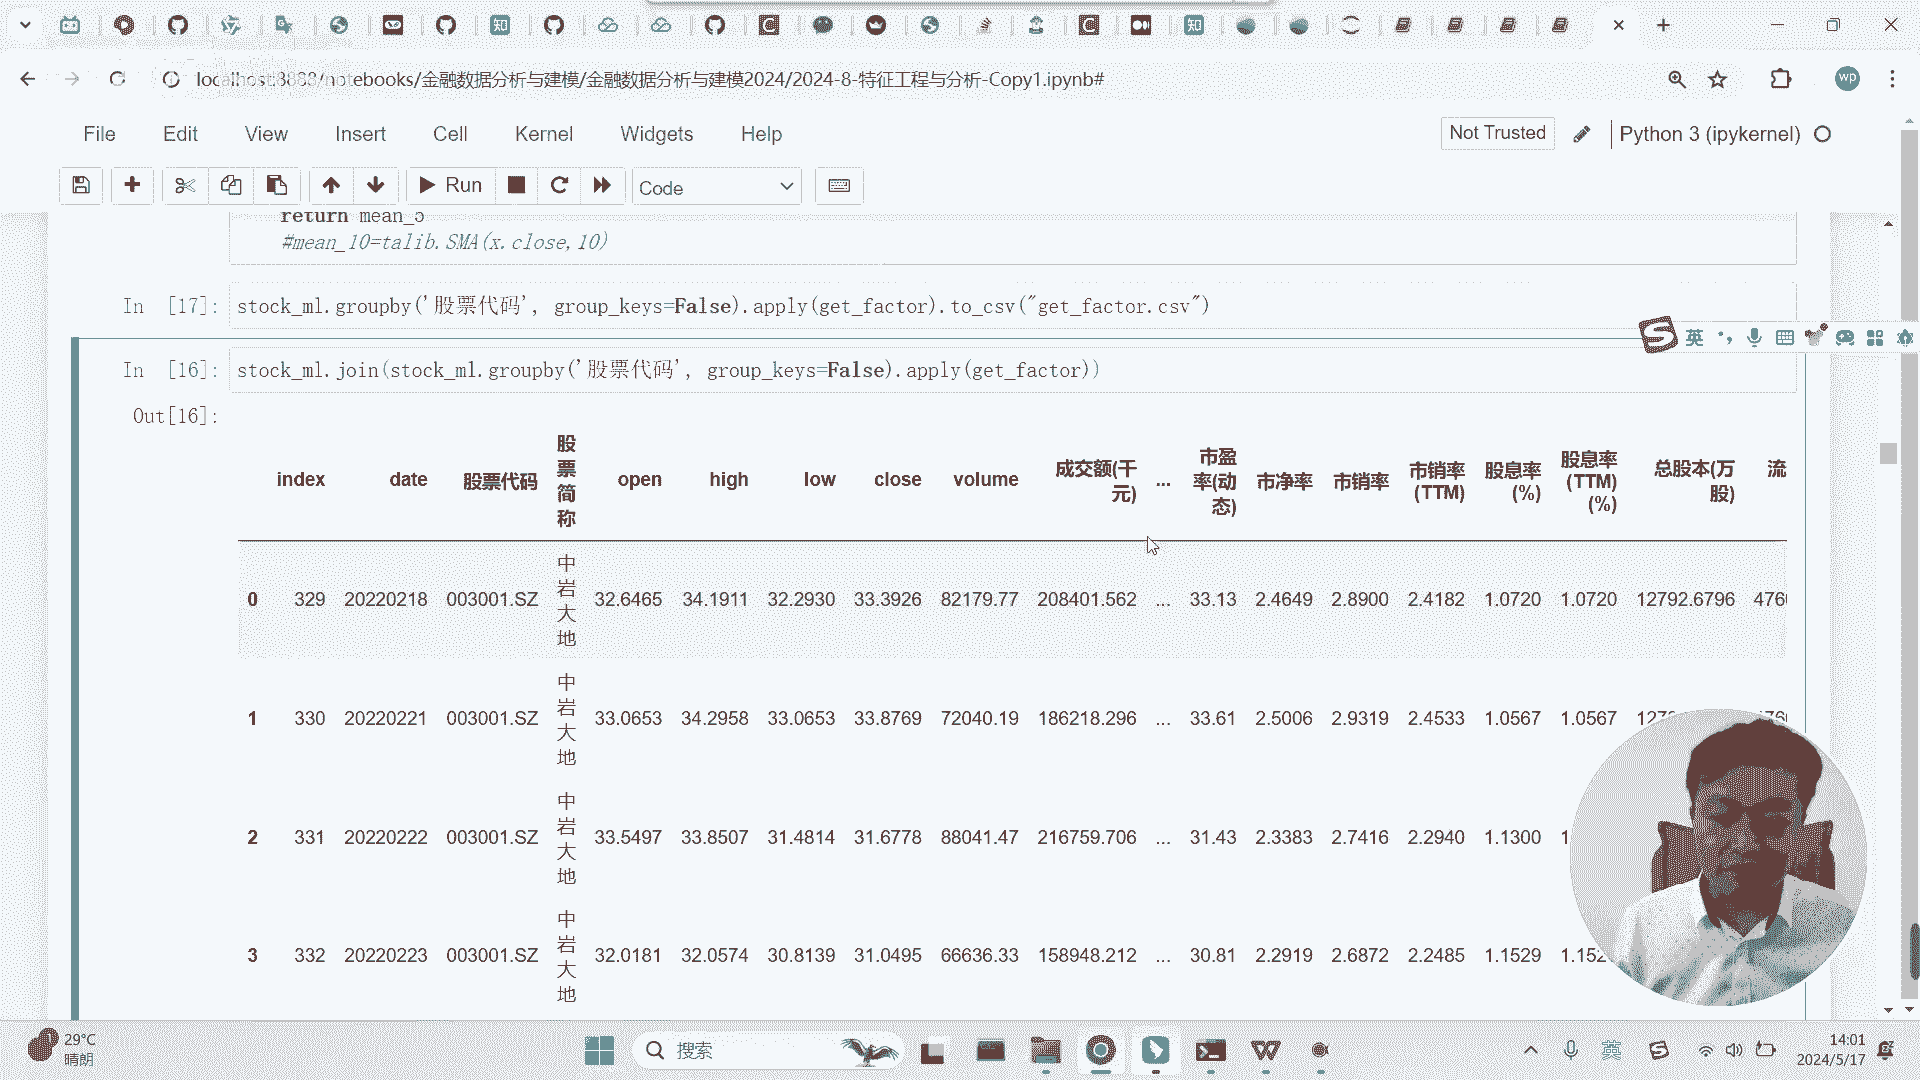 localhost:8888/notebooks/金融数据分析与建模/金融数据分析与建模2024/2024-8-特征工程与分析-Copy1.ipynb#
wp
File Edit View Insert Cell Kernel Widgets Help
Not Trusted
Python 3 (ipykernel)
Run
Code
return mean_5
#mean_10=talib.SMA(x.close,10)
In [17]: stock_ml.groupby('股票代码', group_keys=False).apply(get_factor).to_csv("get_factor.csv")
英
In [16]: stock_ml.join(stock_ml.groupby('股票代码', group_keys=False).apply(get_factor))
Out[16]:
index date 股票代码 股票简称 open high low close volume 成交额(千元) ... 市盈率(动态) 市净率 市销率 市销率(TTM) 股息率(%) 股息率(TTM)(%) 总股本(万股) 流
0 329 20220218 003001.SZ 中岩大地 32.6465 34.1911 32.2930 33.3926 82179.77 208401.562 ... 33.13 2.4649 2.8900 2.4182 1.0720 1.0720 12792.6796 476
1 330 20220221 003001.SZ 中岩大地 33.0653 34.2958 33.0653 33.8769 72040.19 186218.296 ... 33.61 2.5006 2.9319 2.4533 1.0567 1.0567
2 331 20220222 003001.SZ 中岩大地 33.5497 33.8507 31.4814 31.6778 88041.47 216759.706 ... 31.43 2.3383 2.7416 2.2940 1.1300
3 332 20220223 003001.SZ 中岩大地 32.0181 32.0574 30.8139 31.0495 66636.33 158948.212 ... 30.81 2.2919 2.6872 2.2485 1.1529 1.152
29°C
晴朗
搜索
英
14:01
2024/5/17